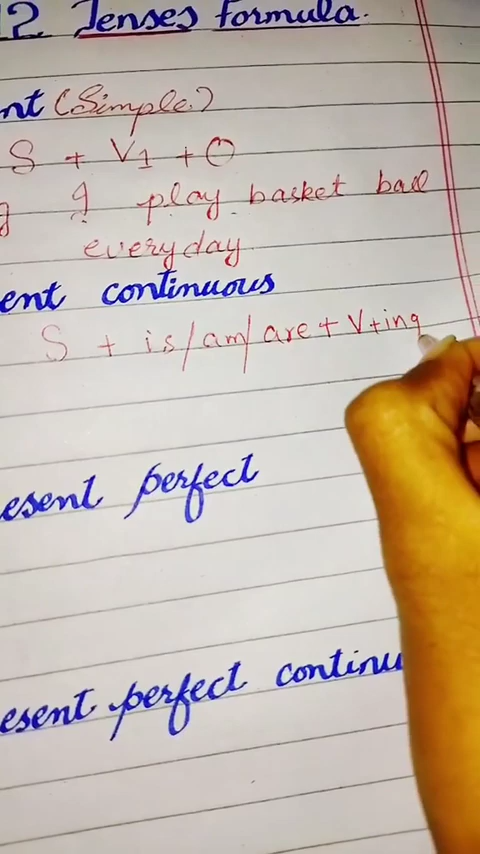 12 Tenses formula.
nt (Simple)
S + V1 + O
g I play basket ball
everyday
ent continuous
S + is/am/are + V+ing
esent perfect
esent perfect continu